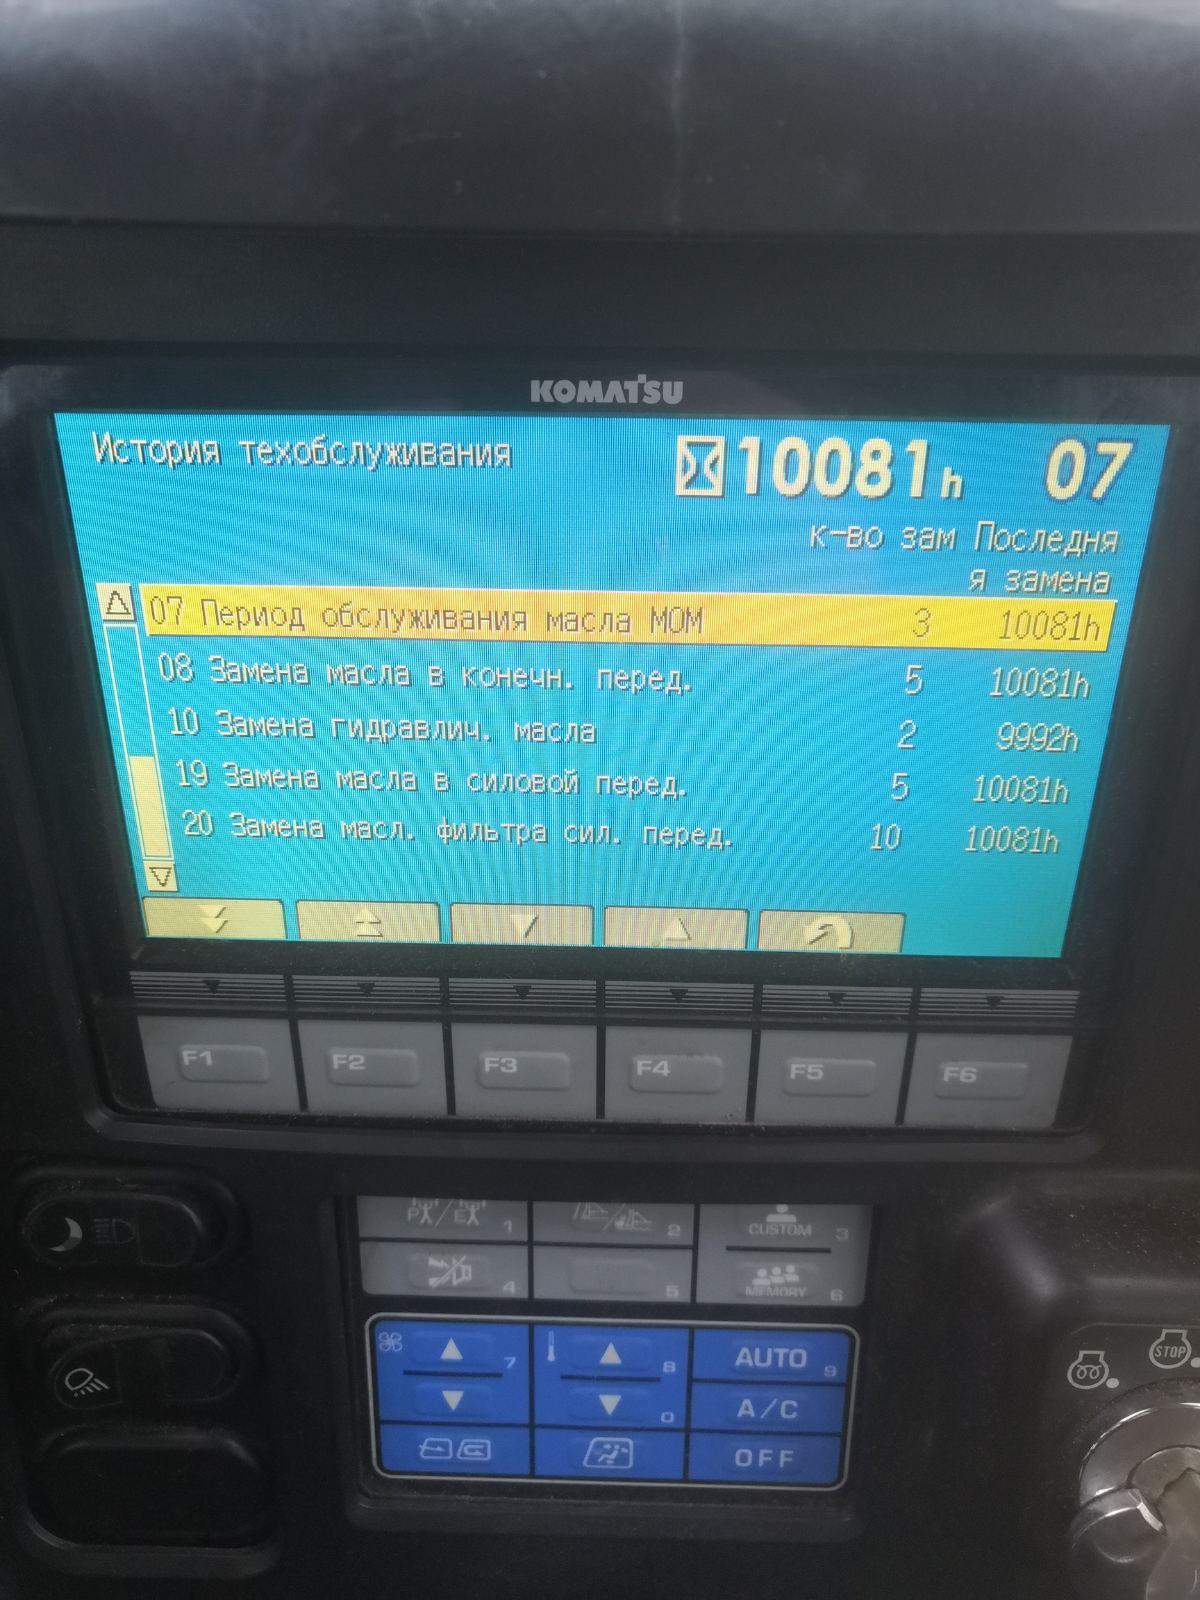 KOMATSU
История техобслуживания 10081h 07
к-во зам Последня
я замена
07 Период обслуживания масла МОМ 3 10081h
08 Замена масла в конечн. перед. 5 10081h
10 Замена гидравлич. масла 2 9992h
19 Замена масла в силовой перед. 5 10081h
20 Замена масл. фильтра сил. перед. 10 10081h
F1 F2 F3 F4 F5 F6
P / E 1 2 CUSTOM 3
4 5 MEMORY 6
7 8 AUTO 9
0 A/C
OFF
STOP